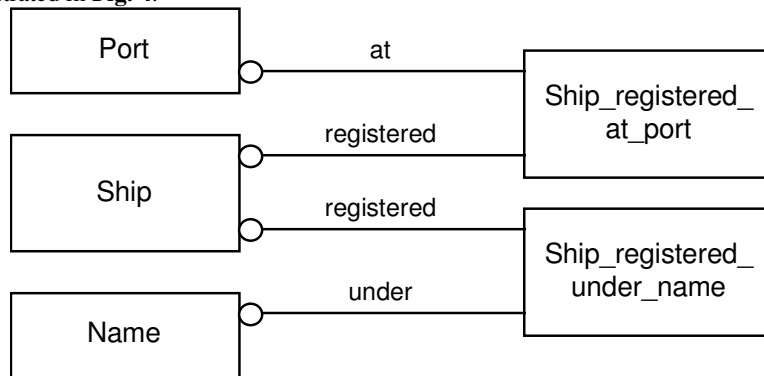 Port
at
Ship_registered_
at_port
registered
Ship
registered
Ship_registered_
under_name
under
Name